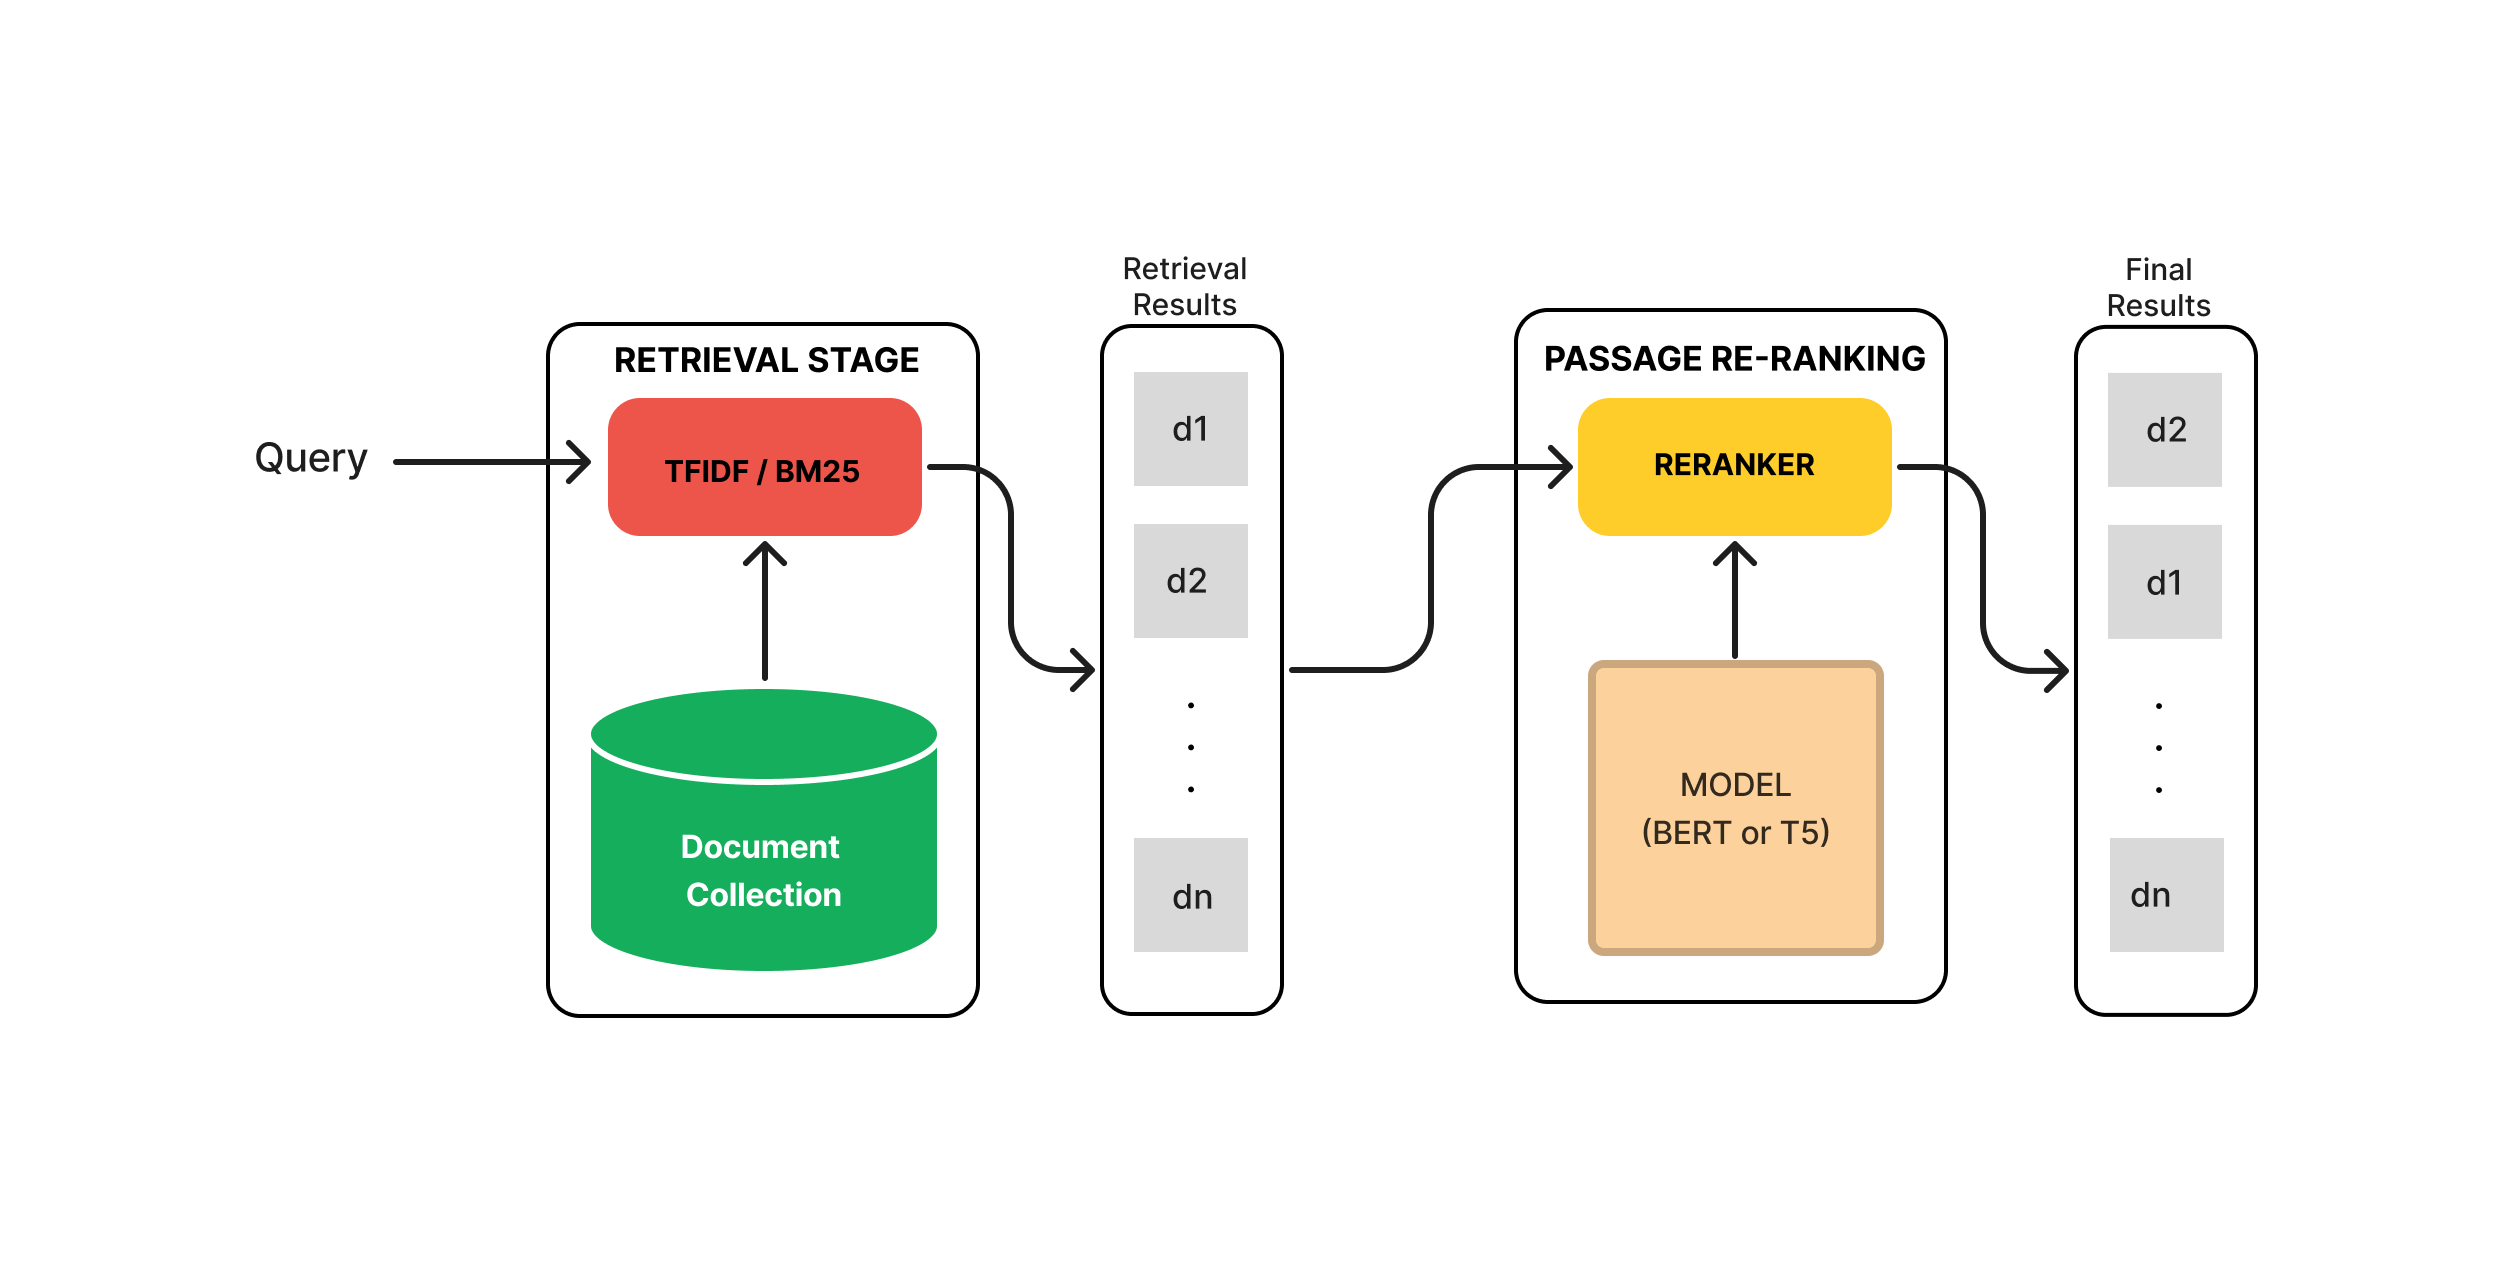 Query
RETRIEVAL STAGE
TFIDF / BM25
Document
Collection
Retrieval
Results
d1
d2
dn
PASSAGE RE-RANKING
RERANKER
MODEL
(BERT or T5)
Final
Results
d2
d1
dn